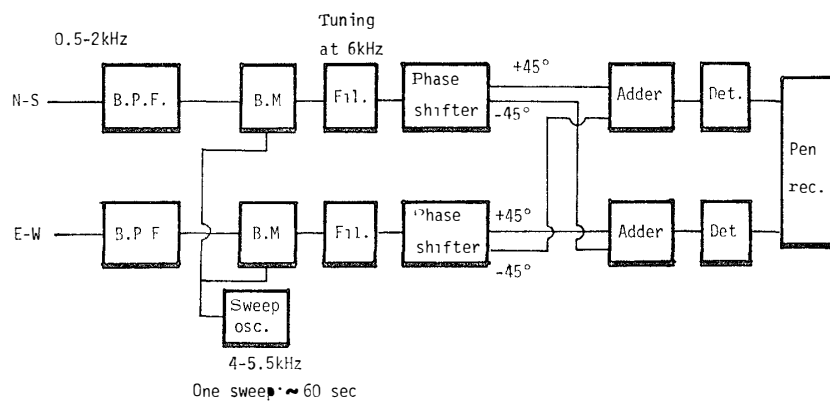 Tuning
at 6kHz
0.5-2kHz
N-S
B.P.F.
B.M
Fil.
Phase
shifter
+45°
-45°
Adder
Det.
Pen
rec.
E-W
B.P F
B.M
Fil.
Phase
shifter
+45°
-45°
Adder
Det
Sweep
osc.
4-5.5kHz
One sweep·~60 sec